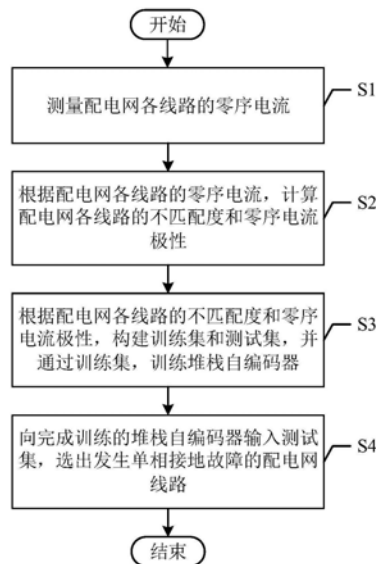 开始
测量配电网各线路的零序电流
S1
根据配电网各线路的零序电流，计算
配电网各线路的不匹配度和零序电流
极性
S2
根据配电网各线路的不匹配度和零序
电流极性，构建训练集和测试集，并
通过训练集，训练堆栈自编码器
S3
向完成训练的堆栈自编码器输入测试
集，选出发生单相接地故障的配电网
线路
S4
结束